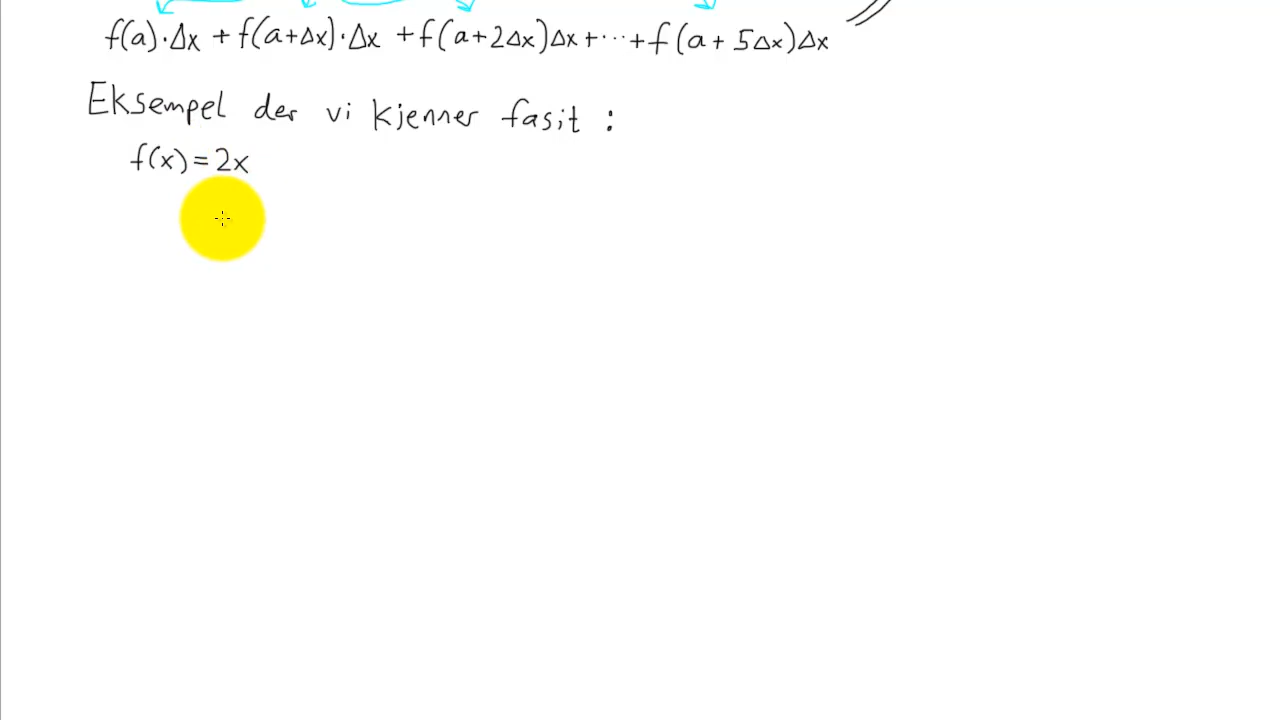 f(a)·Δx + f(a+Δx)·Δx + f(a+2Δx)Δx+···+f(a+5Δx)Δx
Eksempel der vi kjenner fasit :
f(x)=2x